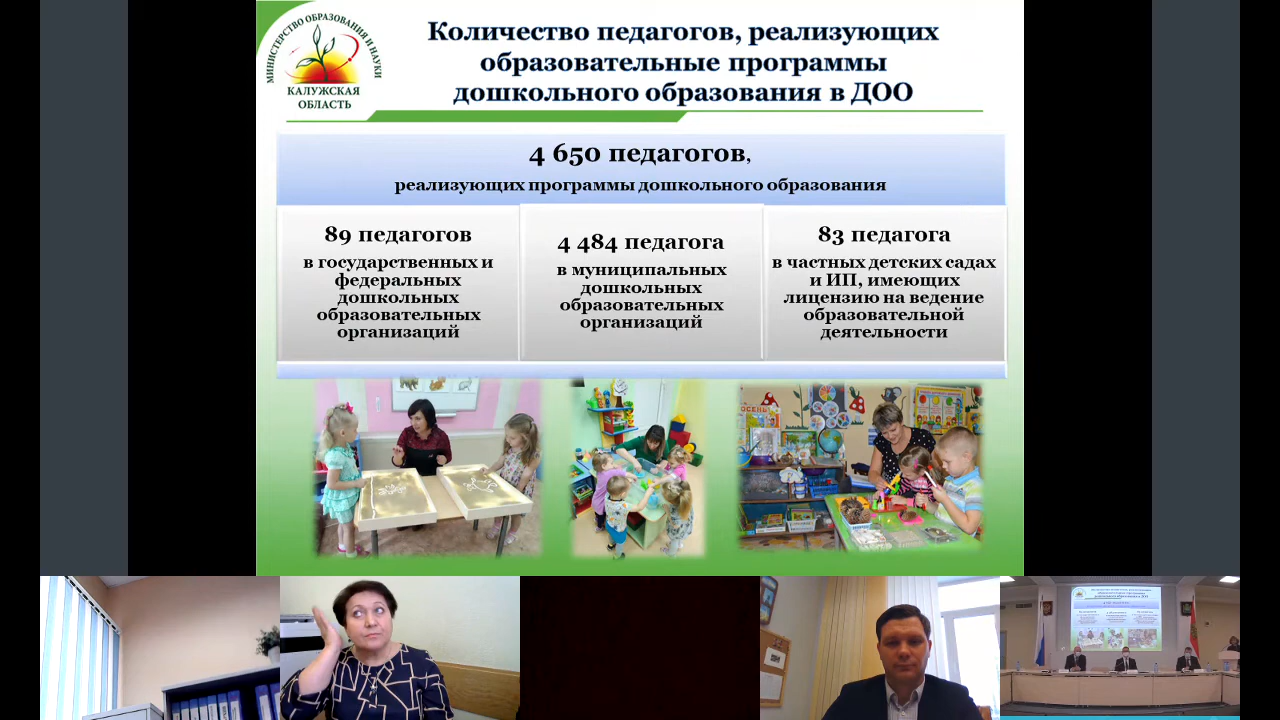 МИНИСТЕРСТВО ОБРАЗОВАНИЯ И НАУКИ
КАЛУЖСКАЯ
ОБЛАСТЬ
Количество педагогов, реализующих
образовательные программы
дошкольного образования в ДОО
4 650 педагогов,
реализующих программы дошкольного образования
89 педагогов
в государственных и
федеральных
дошкольных
образовательных
организаций
4 484 педагога
в муниципальных
дошкольных
образовательных
организаций
83 педагога
в частных детских садах
и ИП, имеющих
лицензию на ведение
образовательной
деятельности
ОСЕНЬ